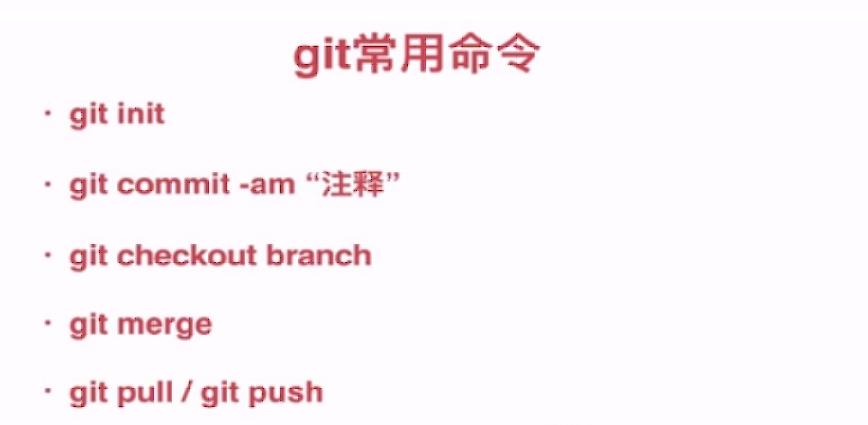 git常用命令
· git init
· git commit -am “注释”
· git checkout branch
· git merge
· git pull / git push